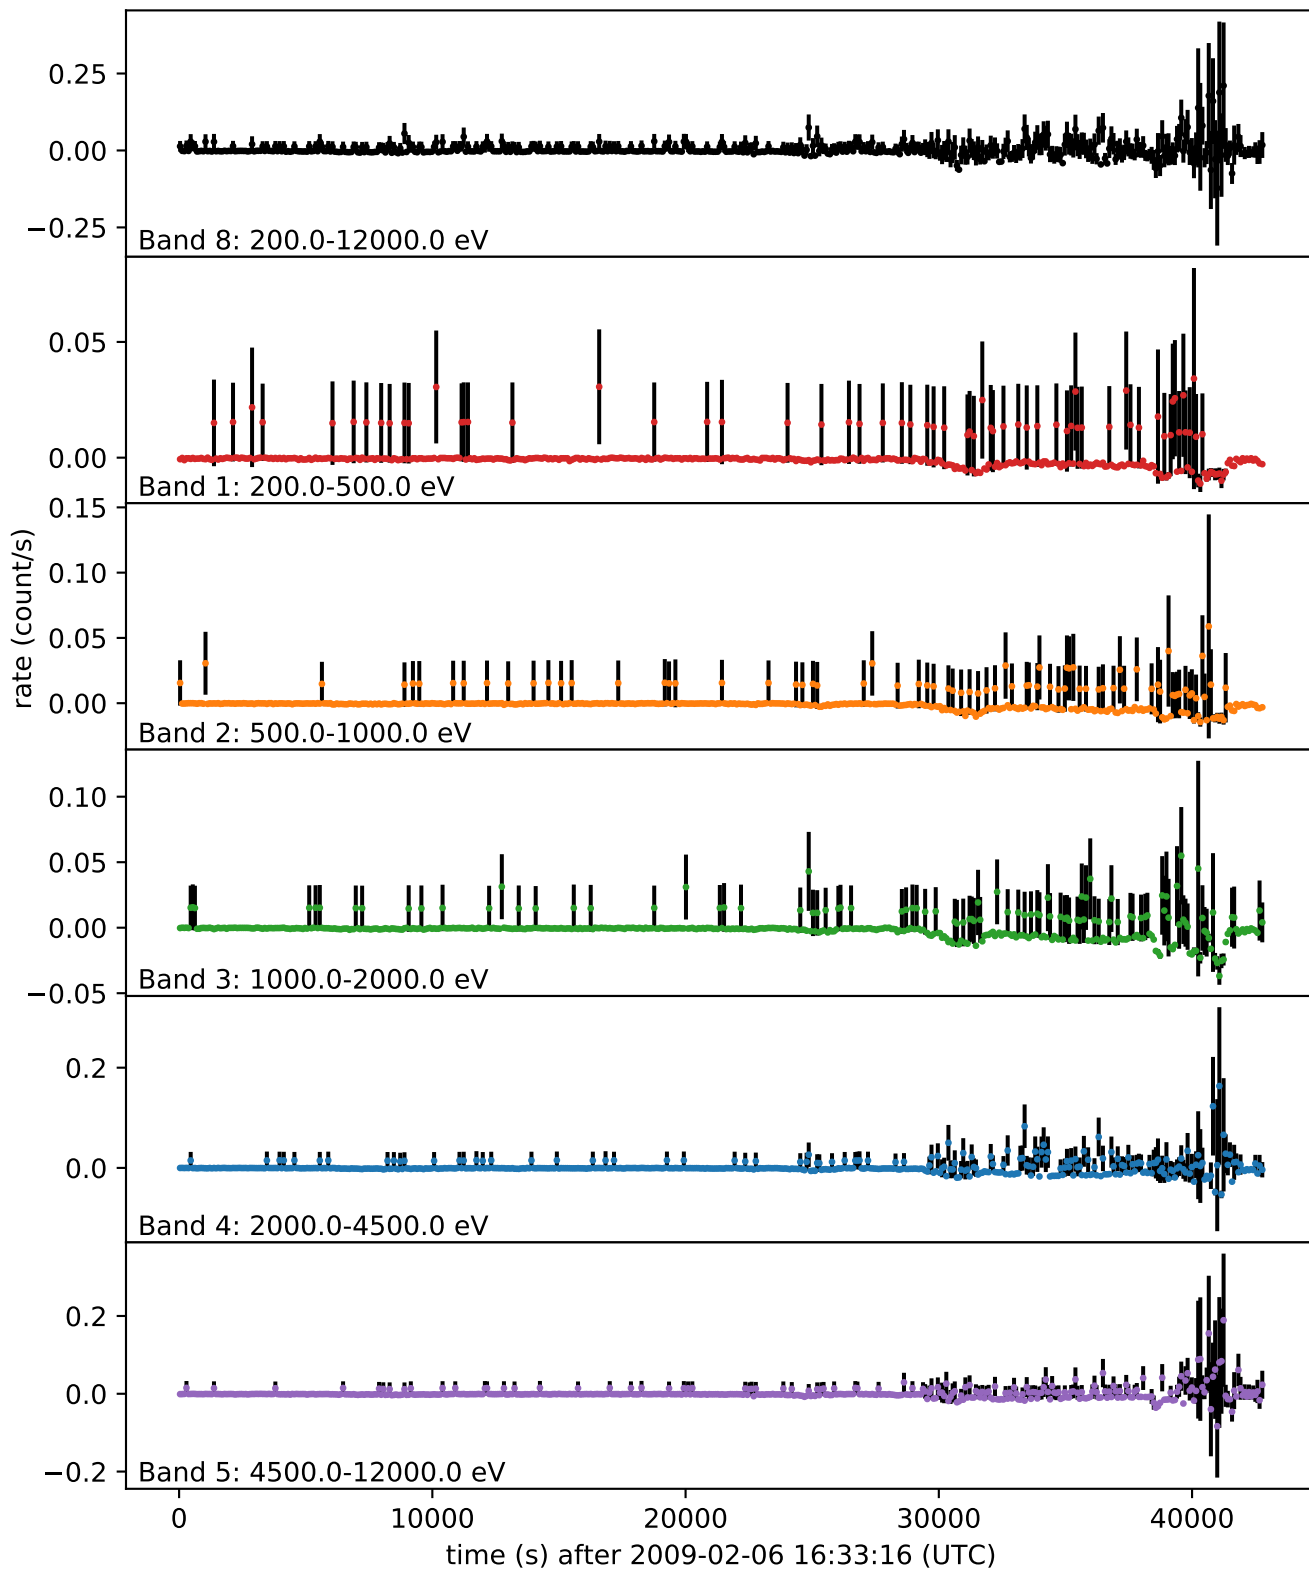 0.25
0.00
−0.25
Band 8: 200.0-12000.0 eV
0.05
0.00
Band 1: 200.0-500.0 eV
0.15
0.10
0.05
0.00
Band 2: 500.0-1000.0 eV
rate (count/s)
0.10
0.05
0.00
−0.05
Band 3: 1000.0-2000.0 eV
0.2
0.0
Band 4: 2000.0-4500.0 eV
0.2
0.0
−0.2
Band 5: 4500.0-12000.0 eV
0 10000 20000 30000 40000
time (s) after 2009-02-06 16:33:16 (UTC)